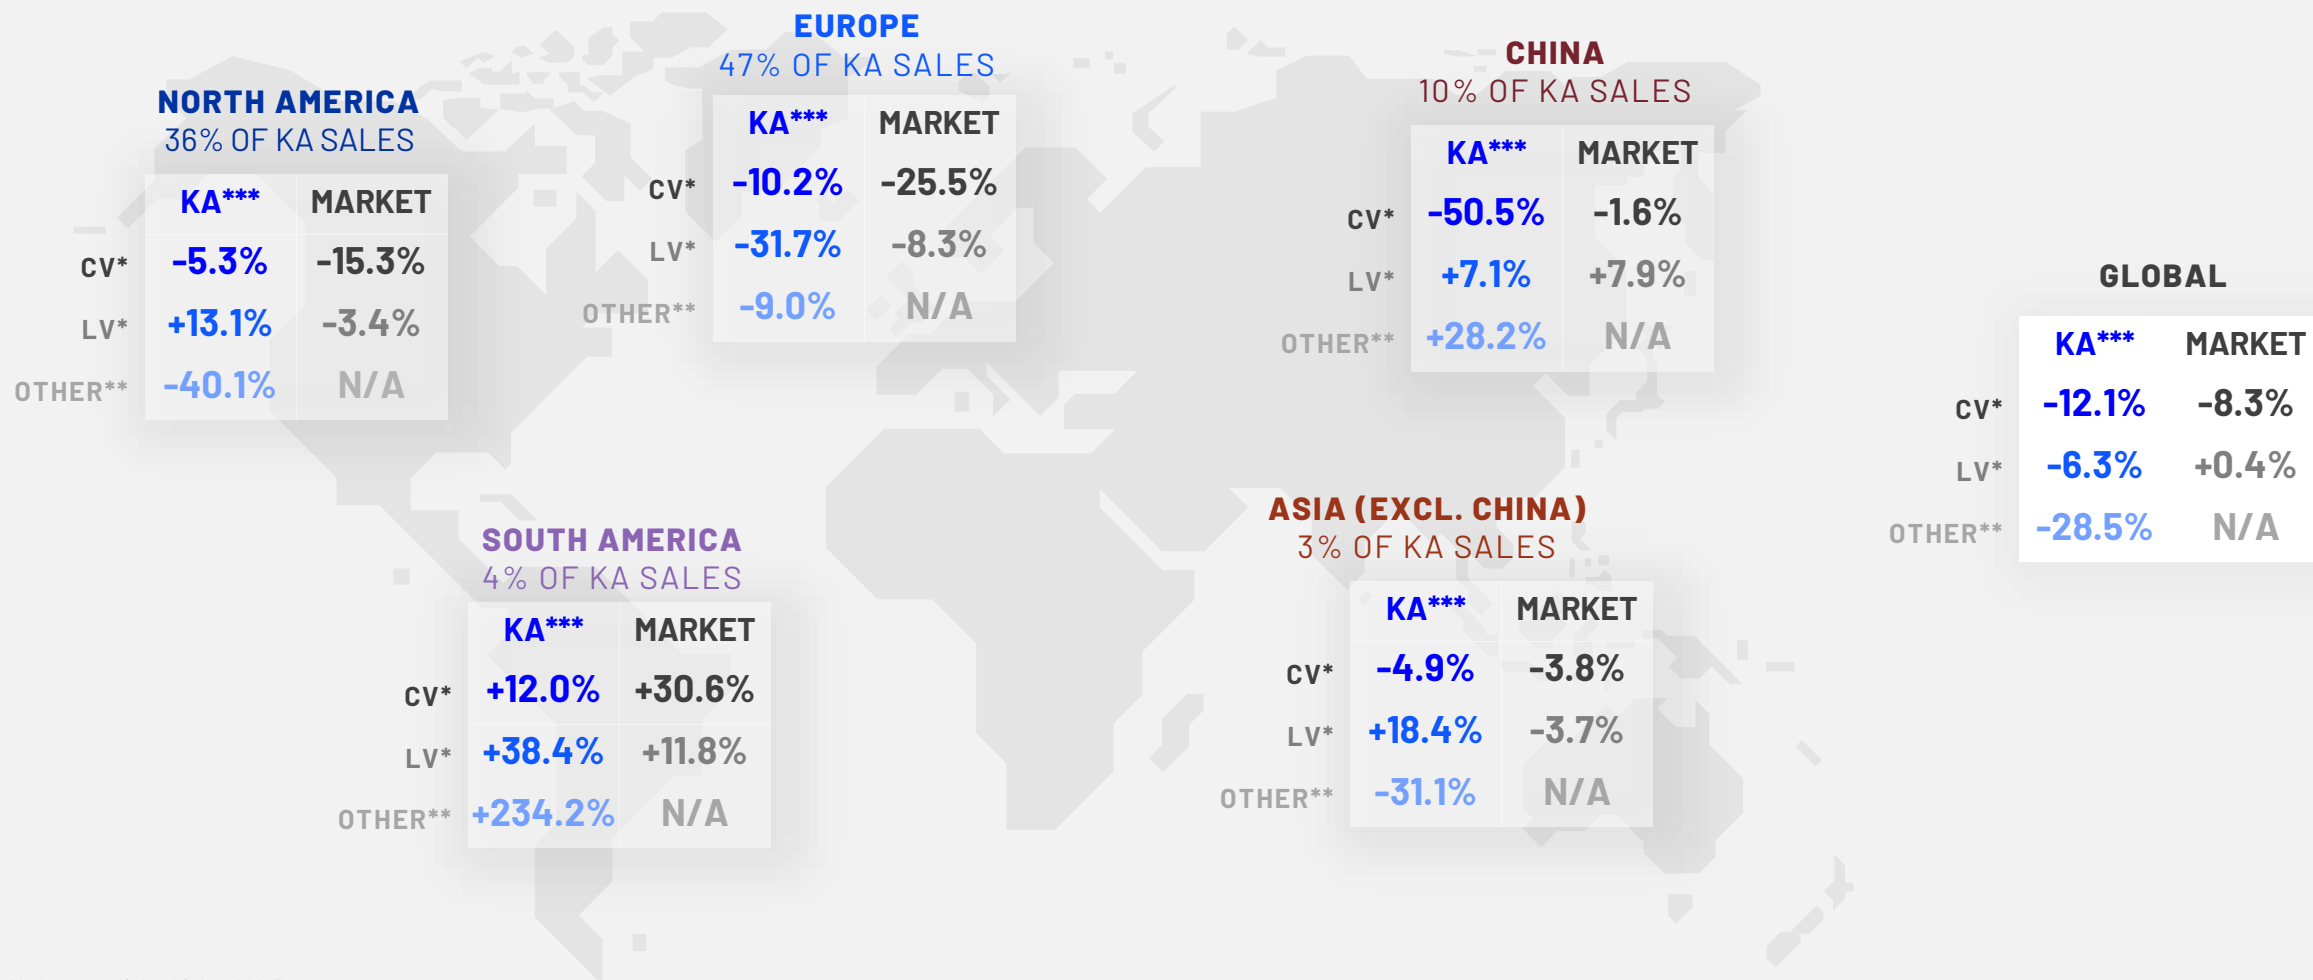 EUROPE
47% OF KA SALES
KA*** MARKET
CV* -10.2% -25.5%
LV* -31.7% -8.3%
OTHER** -9.0% N/A
CHINA
10% OF KA SALES
KA*** MARKET
CV* -50.5% -1.6%
LV* +7.1% +7.9%
OTHER** +28.2% N/A
NORTH AMERICA
36% OF KA SALES
KA*** MARKET
CV* -5.3% -15.3%
LV* +13.1% -3.4%
OTHER** -40.1% N/A
GLOBAL
KA*** MARKET
CV* -12.1% -8.3%
LV* -6.3% +0.4%
OTHER** -28.5% N/A
SOUTH AMERICA
4% OF KA SALES
KA*** MARKET
CV* +12.0% +30.6%
LV* +38.4% +11.8%
OTHER** +234.2% N/A
ASIA (EXCL. CHINA)
3% OF KA SALES
KA*** MARKET
CV* -4.9% -3.8%
LV* +18.4% -3.7%
OTHER** -31.1% N/A